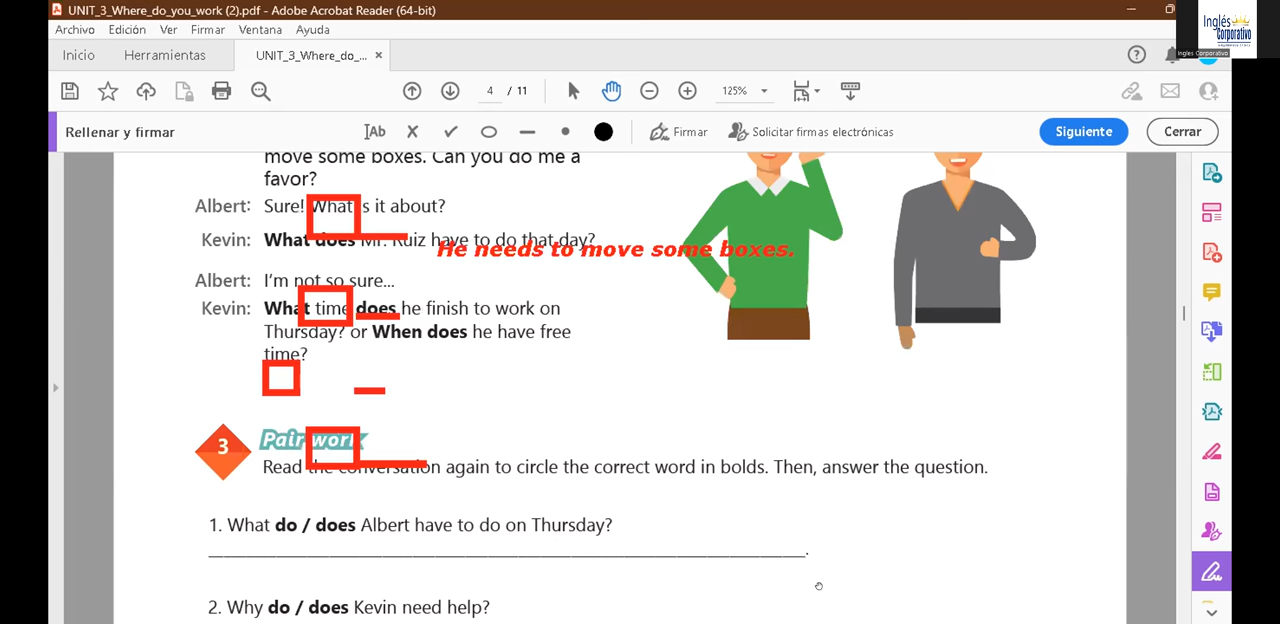 UNIT_3_Where_do_you_work (2).pdf - Adobe Acrobat Reader (64-bit)
Archivo Edición Ver Firmar Ventana Ayuda
Inicio Herramientas UNIT_3_Where_do_... ×
4 / 11 125%
Rellenar y firmar IAb Firmar Solicitar firmas electrónicas Siguiente Cerrar
Inglés Corporativo
Inglés Corporativo
move some boxes. Can you do me a
favor?
Albert: Sure! What is it about?
Kevin: What does Mr. Ruiz have to do that day?
He needs to move some boxes.
Albert: I'm not so sure...
Kevin: What time does he finish to work on
Thursday? or When does he have free
time?
3 Pair work
Read the conversation again to circle the correct word in bolds. Then, answer the question.
1. What do / does Albert have to do on Thursday?
.
2. Why do / does Kevin need help?